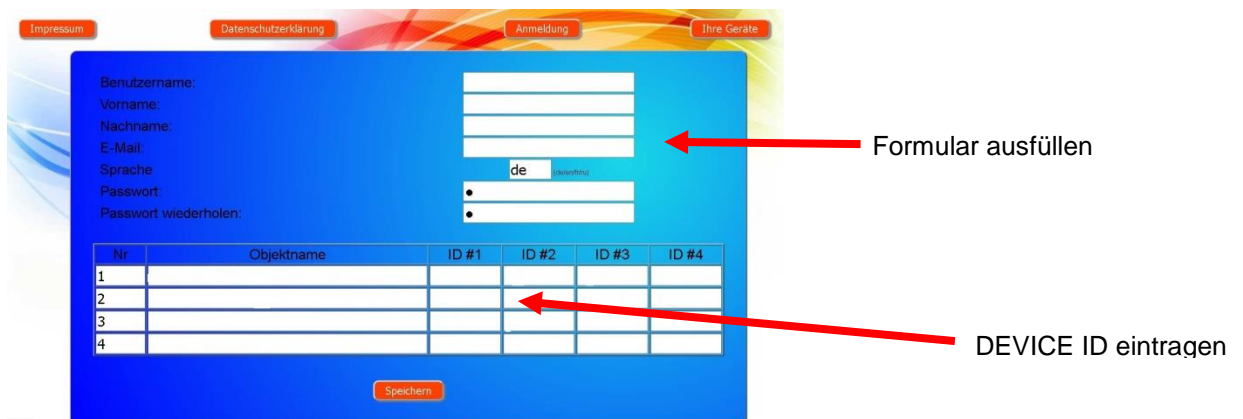 Impressum Datenschutzerklärung Anmeldung Ihre Geräte
Benutzername:
Vorname:
Nachname:
E-Mail:
Sprache de
Passwort: ●
Passwort wiederholen: ●
Formular ausfüllen
Nr Objektname ID #1 ID #2 ID #3 ID #4
1
2
3
4
DEVICE ID eintragen
Speichern